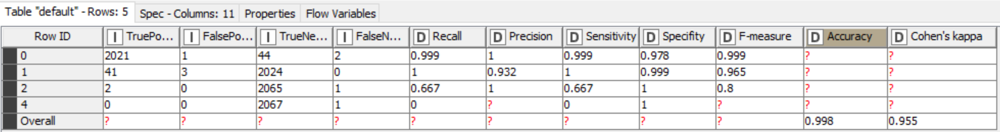 Table "default" - Rows: 5 Spec - Columns: 11 Properties Flow Variables
Row ID I TruePo... I FalsePo... I TrueNe... I FalseN... D Recall D Precision D Sensitivity D Specifity D F-measure D Accuracy D Cohen's kappa
0 2021 1 44 2 0.999 1 0.999 0.978 0.999 ? ?
1 41 3 2024 0 1 0.932 1 0.999 0.965 ? ?
2 2 0 2065 1 0.667 1 0.667 1 0.8 ? ?
4 0 0 2067 1 0 ? 0 1 ? ? ?
Overall ? ? ? ? ? ? ? ? ? 0.998 0.955